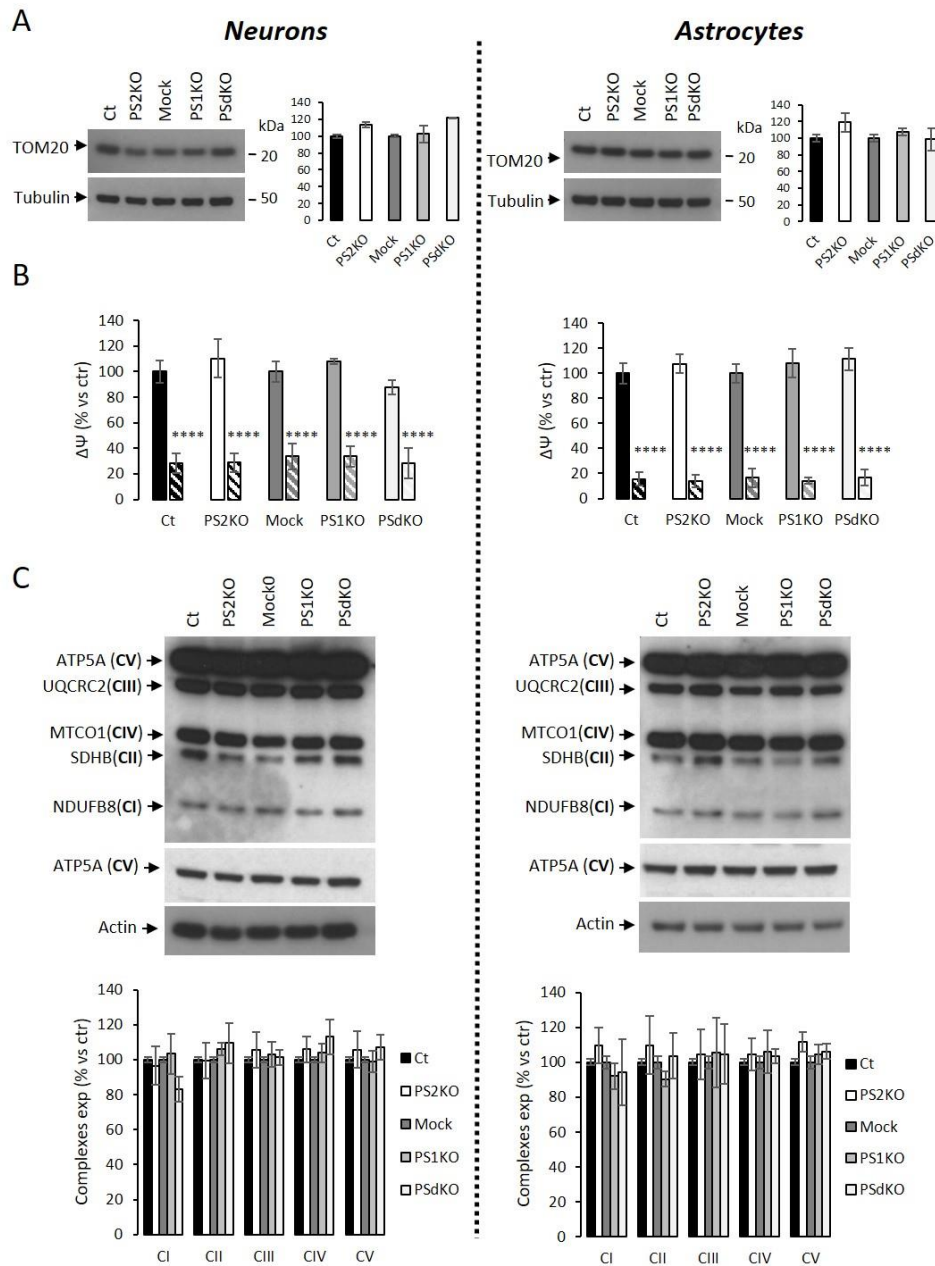 A
Neurons
Astrocytes
Ct
PS2KO
Mock
PS1KO
PSdKO
kDa
TOM20
– 20
Tubulin
– 50
120
100
80
60
40
20
0
Ct
PS2KO
Mock
PS1KO
PSdKO
Ct
PS2KO
Mock
PS1KO
PSdKO
kDa
TOM20
– 20
Tubulin
– 50
140
120
100
80
60
40
20
0
Ct
PS2KO
Mock
PS1KO
PSdKO
B
ΔΨ (% vs ctr)
140
120
100
80
60
40
20
0
**** **** **** **** ****
Ct PS2KO Mock PS1KO PSdKO
ΔΨ (% vs ctr)
140
120
100
80
60
40
20
0
**** **** **** **** ****
Ct PS2KO Mock PS1KO PSdKO
C
Ct
PS2KO
Mock0
PS1KO
PSdKO
ATP5A (CV)
UQCRC2(CIII)
MTCO1(CIV)
SDHB(CII)
NDUFB8(CI)
ATP5A (CV)
Actin
Ct
PS2KO
Mock
PS1KO
PSdKO
ATP5A (CV)
UQCRC2(CIII)
MTCO1(CIV)
SDHB(CII)
NDUFB8(CI)
ATP5A (CV)
Actin
Complexes exp (% vs ctr)
140
120
100
80
60
40
20
0
CI CII CIII CIV CV
Ct
PS2KO
Mock
PS1KO
PSdKO
Complexes exp (% vs ctr)
140
120
100
80
60
40
20
0
CI CII CIII CIV CV
Ct
PS2KO
Mock
PS1KO
PSdKO